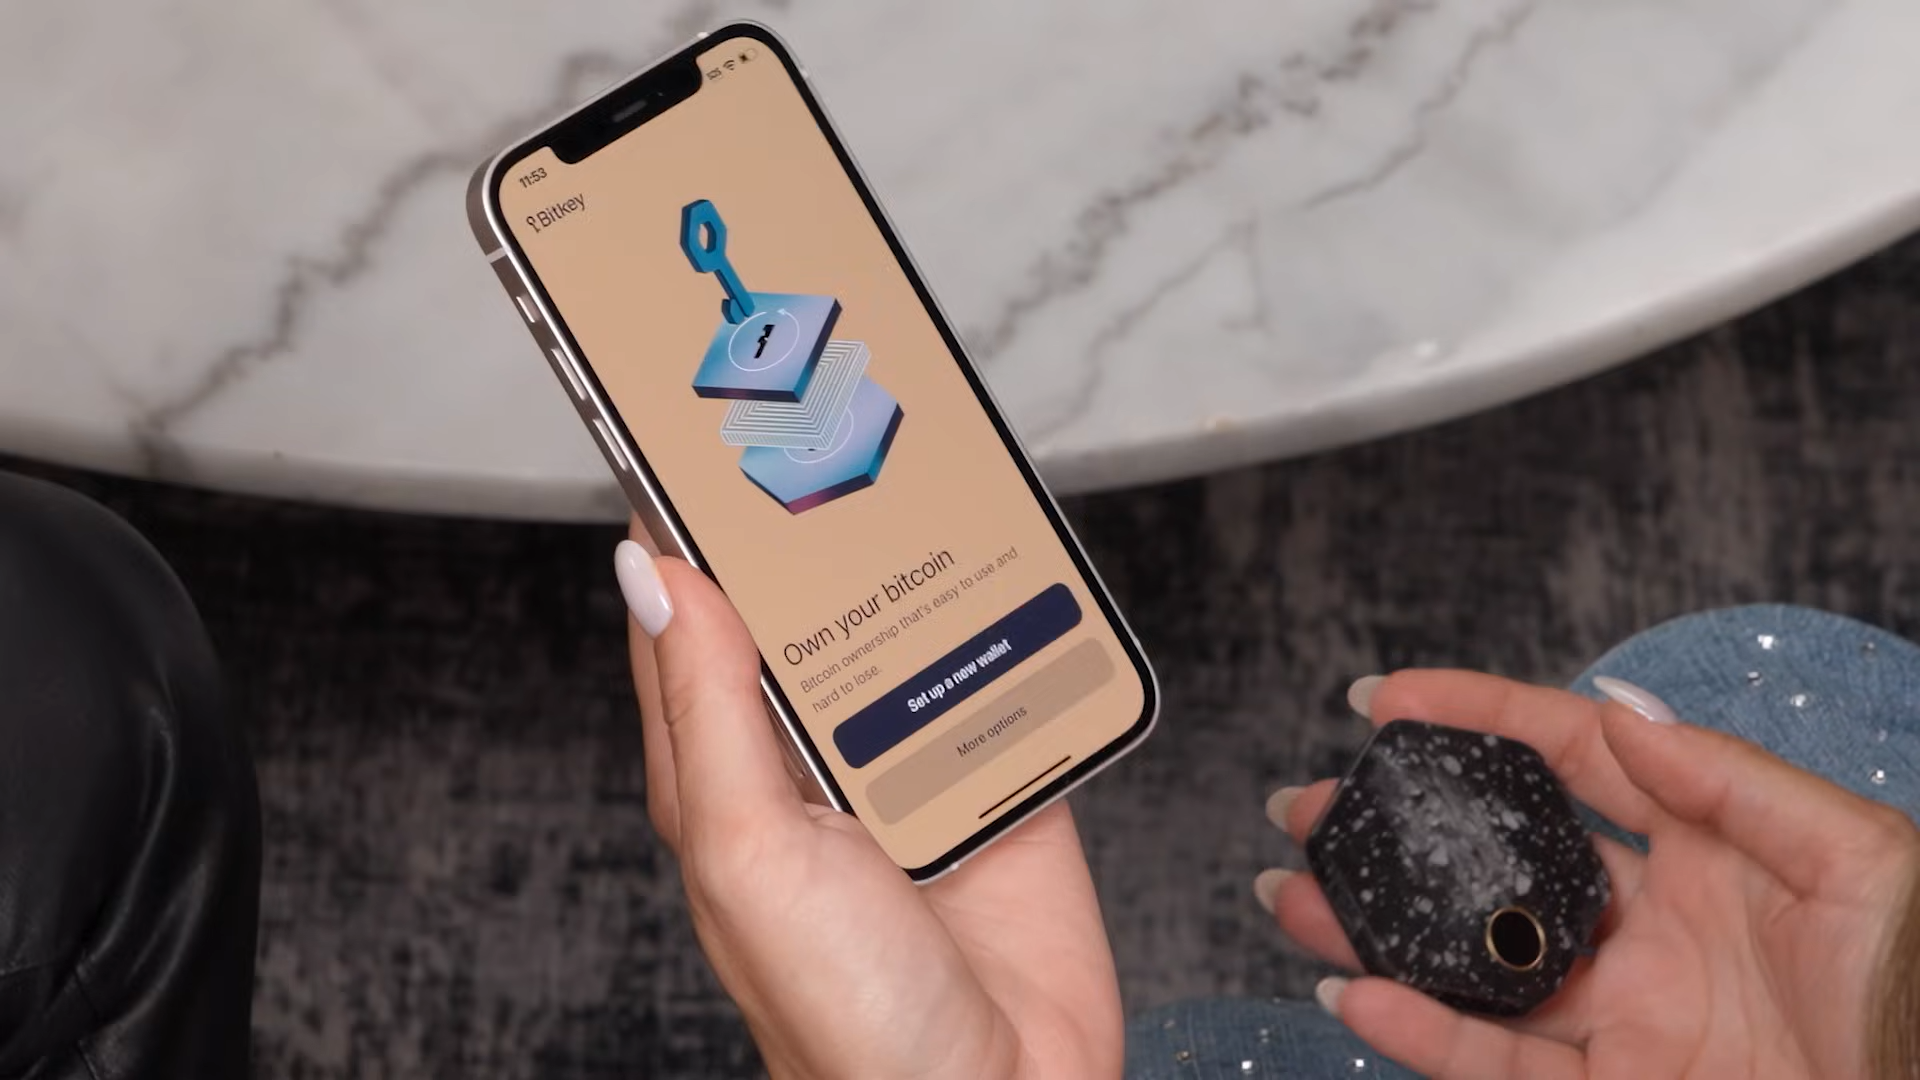 11:53
SOS
Bitkey
Own your bitcoin
Bitcoin ownership that's easy to use and
hard to lose.
Set up a new wallet
More options